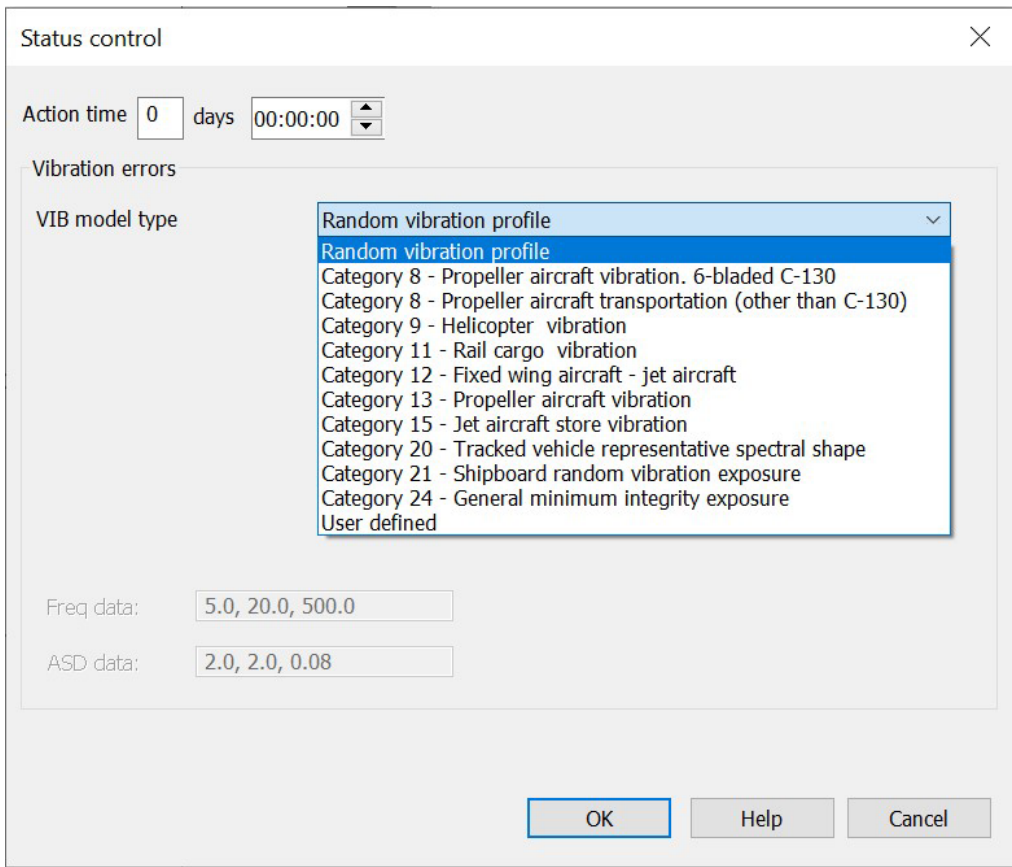 Status control
Action time 0 days 00:00:00
Vibration errors
VIB model type Random vibration profile
Random vibration profile
Category 8 - Propeller aircraft vibration. 6-bladed C-130
Category 8 - Propeller aircraft transportation (other than C-130)
Category 9 - Helicopter  vibration
Category 11 - Rail cargo  vibration
Category 12 - Fixed wing aircraft - jet aircraft
Category 13 - Propeller aircraft vibration
Category 15 - Jet aircraft store vibration
Category 20 - Tracked vehicle representative spectral shape
Category 21 - Shipboard random vibration exposure
Category 24 - General minimum integrity exposure
User defined
Freq data: 5.0, 20.0, 500.0
ASD data: 2.0, 2.0, 0.08
OK Help Cancel